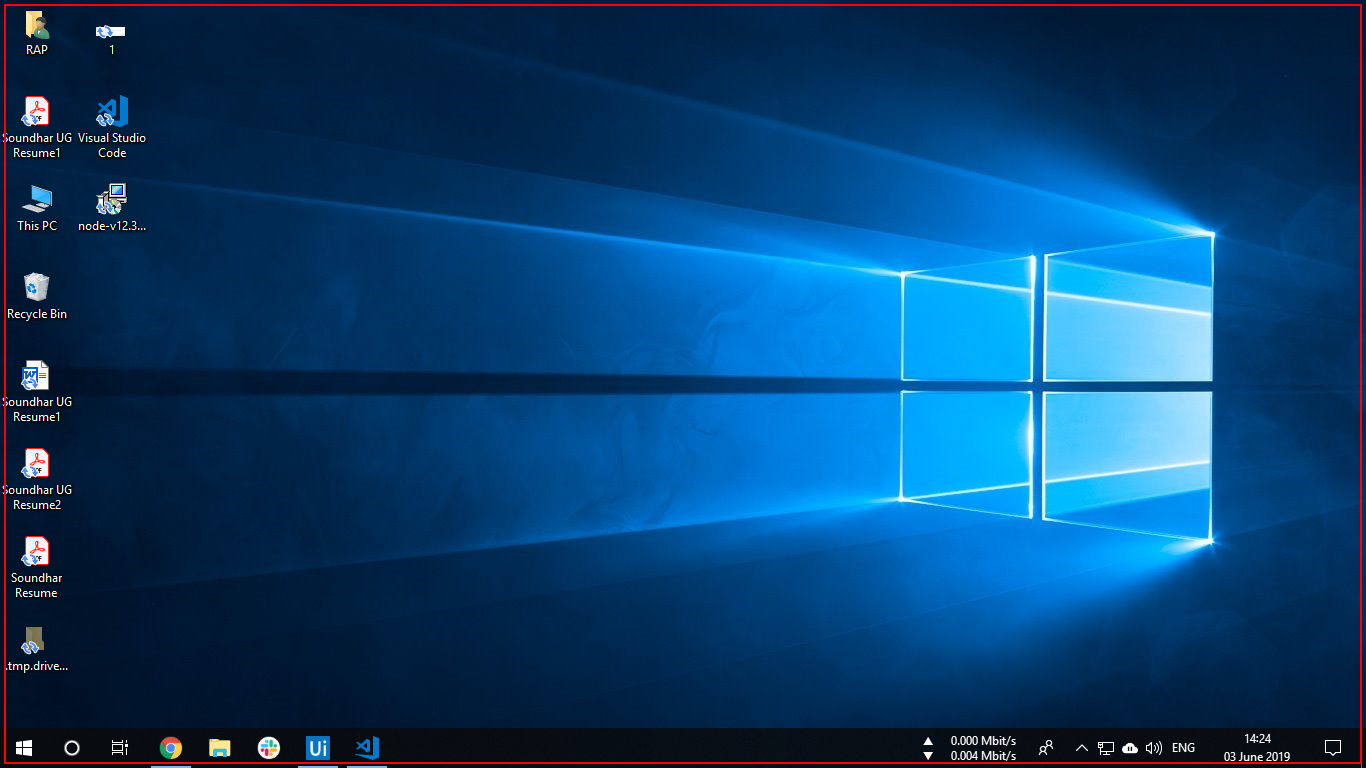 RAP
1
Soundhar UG
Resume1
Visual Studio
Code
This PC
node-v12.3...
Recycle Bin
Soundhar UG
Resume1
Soundhar UG
Resume2
Soundhar
Resume
.tmp.drive...
Ui
0.000 Mbit/s
0.004 Mbit/s
ENG
14:24
03 June 2019